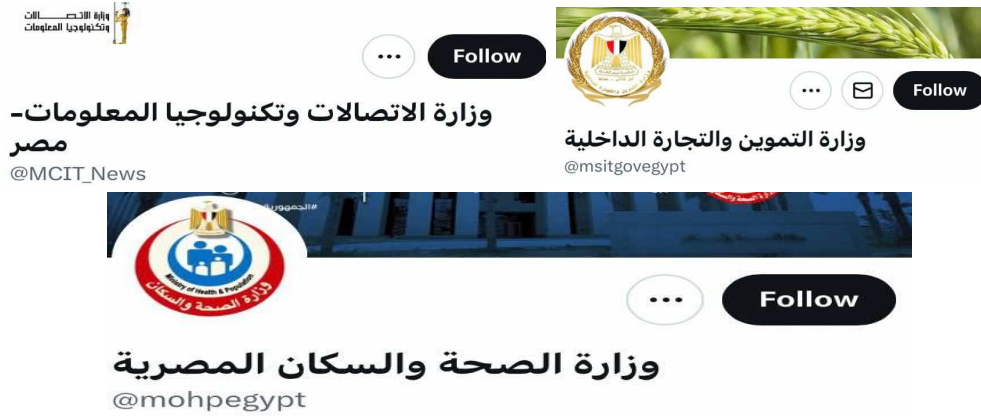 وزارة الاتصالات
وتكنولوجيا المعلومات
Follow
وزارة الاتصالات وتكنولوجيا المعلومات-
مصر
@MCIT_News
Follow
وزارة التموين والتجارة الداخلية
@msitgovegypt
Ministry of Health & Population
وزارة الصحة والسكان
Follow
وزارة الصحة والسكان المصرية
@mohpegypt